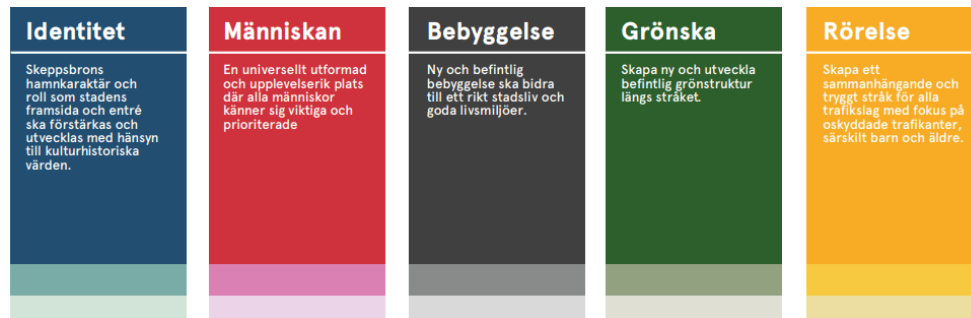 Identitet
Skeppsbrons
hamnkaraktär och
roll som stadens
framsida och entré
ska förstärkas och
utvecklas med hänsyn
till kulturhistoriska
värden.
Människan
En universellt utformad
och upplevelserik plats
där alla människor
känner sig viktiga och
prioriterade
Bebyggelse
Ny och befintlig
bebyggelse ska bidra
till ett rikt stadsliv och
goda livsmiljöer.
Grönska
Skapa ny och utveckla
befintlig grönstruktur
längs stråket.
Rörelse
Skapa ett
sammanhängande och
tryggt stråk för alla
trafikslag med fokus på
oskyddade trafikanter,
särskilt barn och äldre.